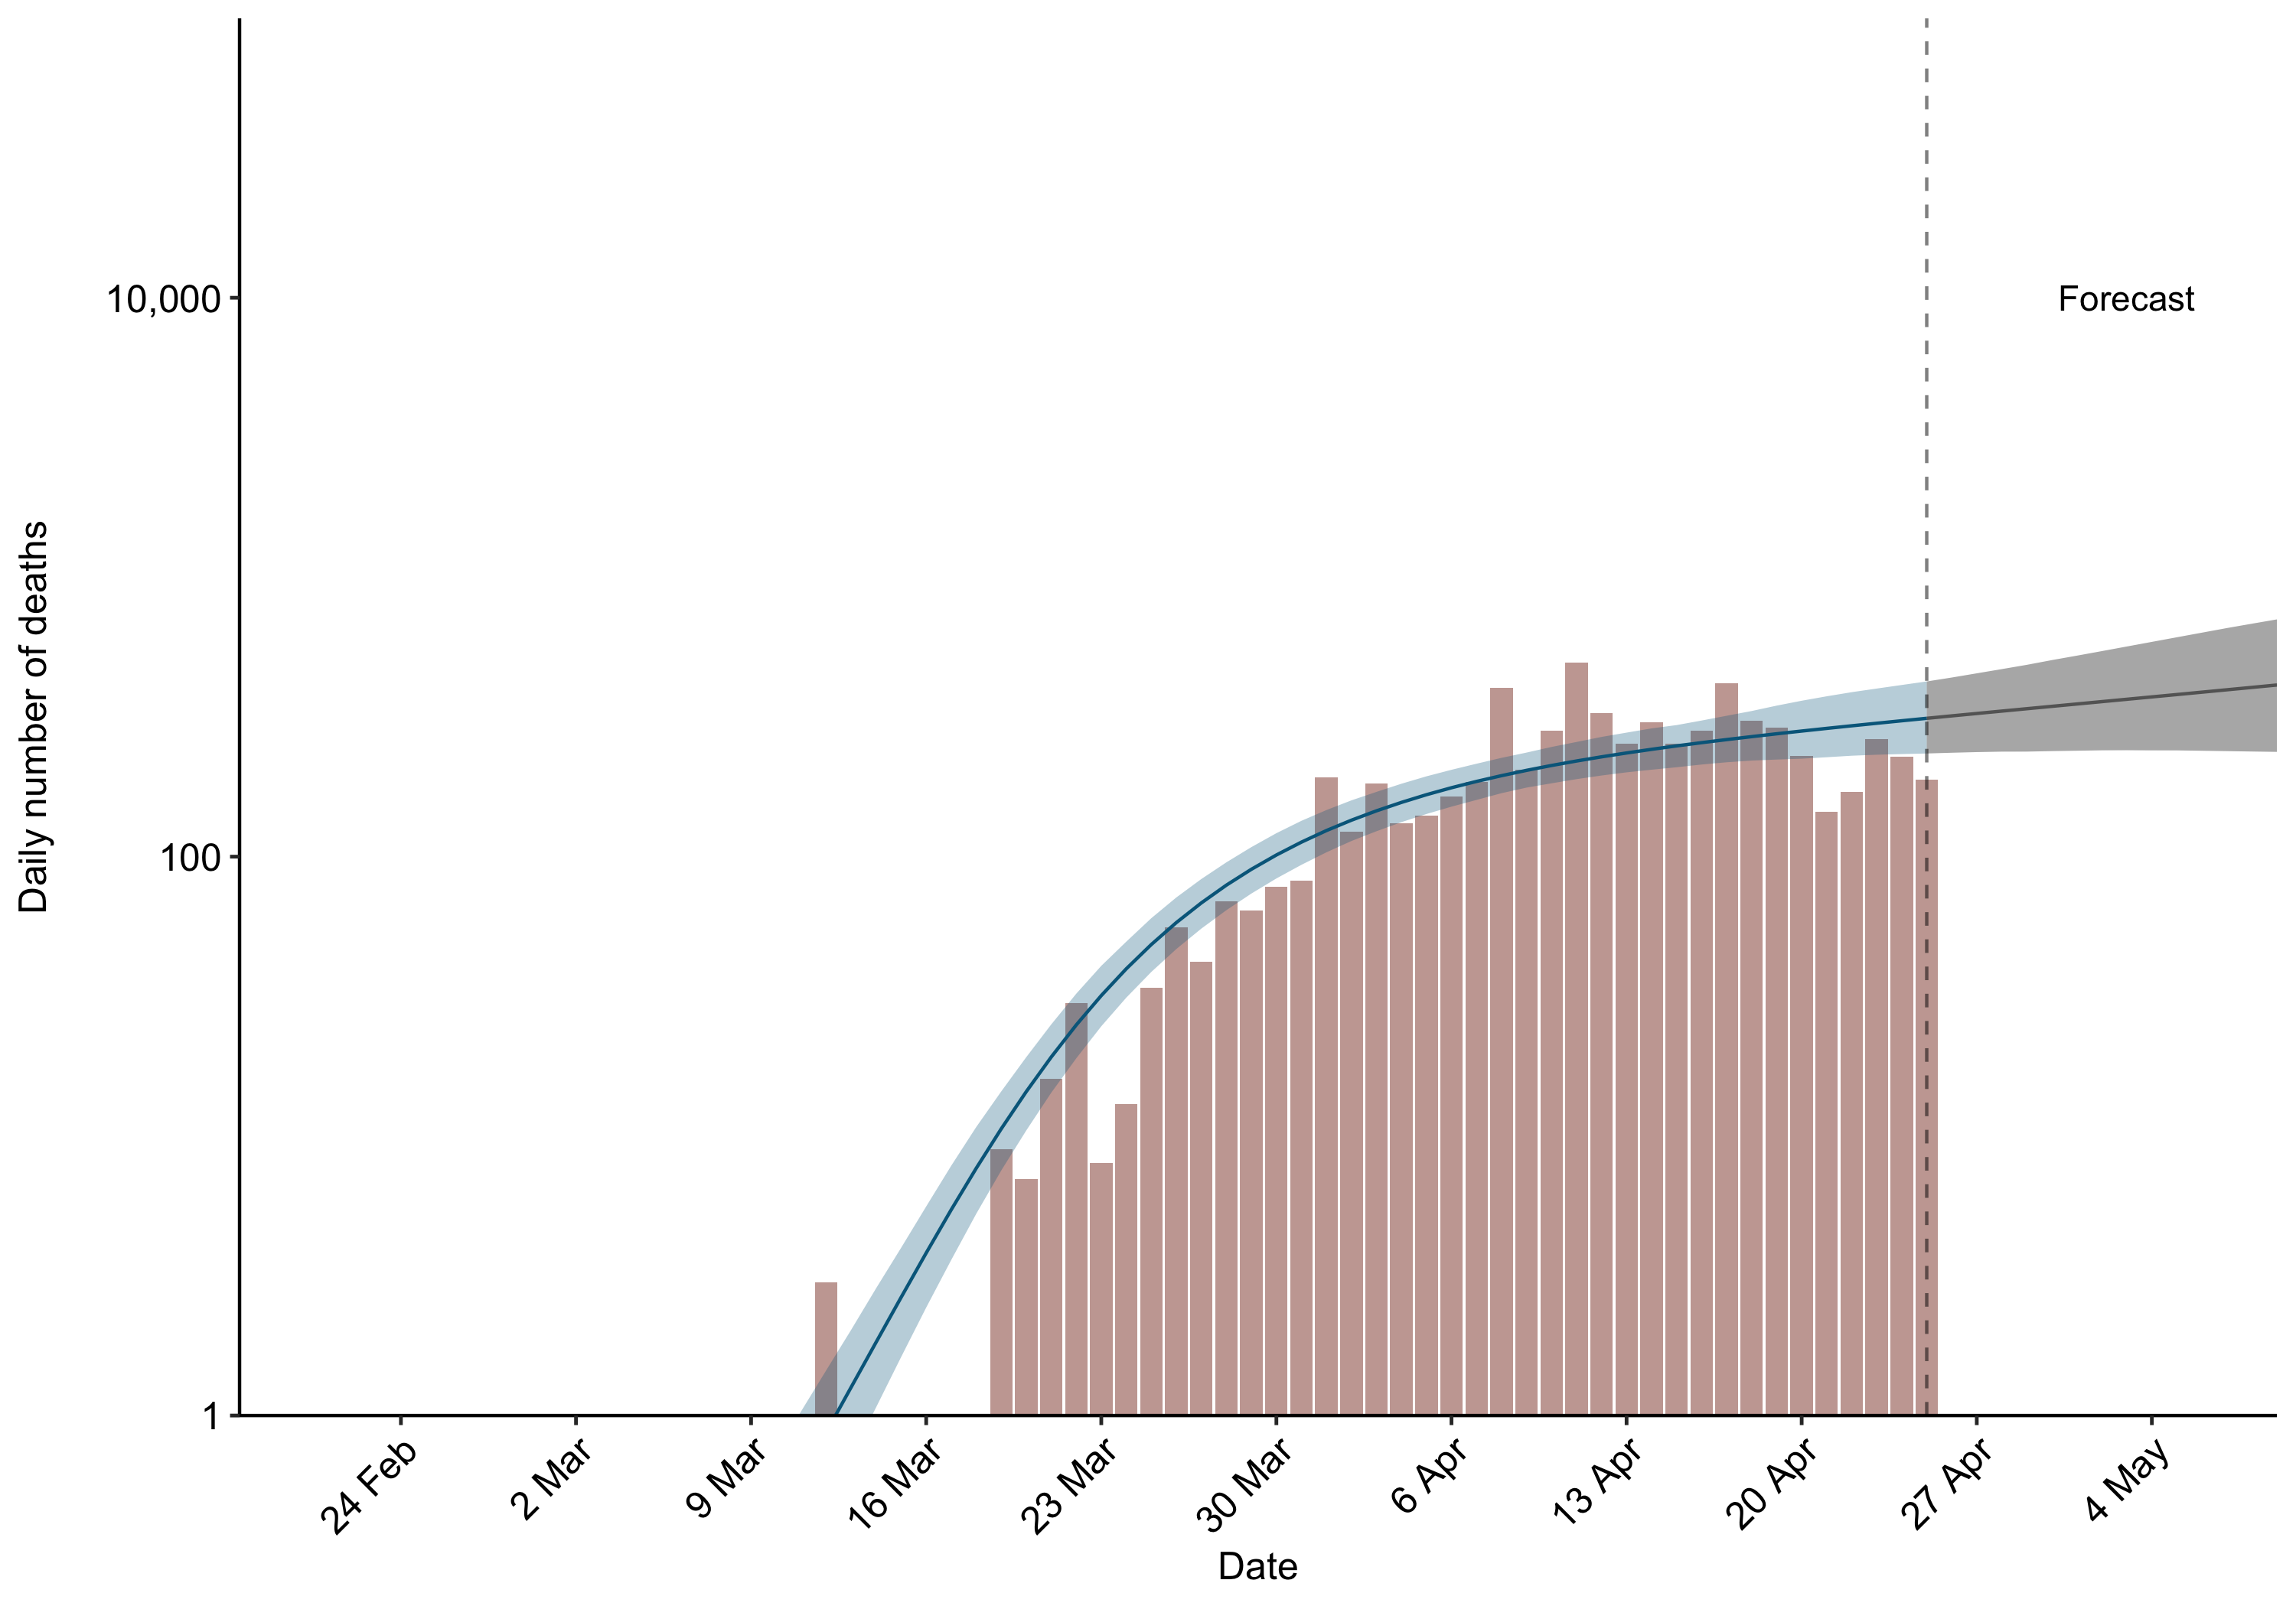 Daily number of deaths
10,000
100
1
Forecast
24 Feb
2 Mar
9 Mar
16 Mar
23 Mar
30 Mar
6 Apr
13 Apr
20 Apr
27 Apr
4 May
Date